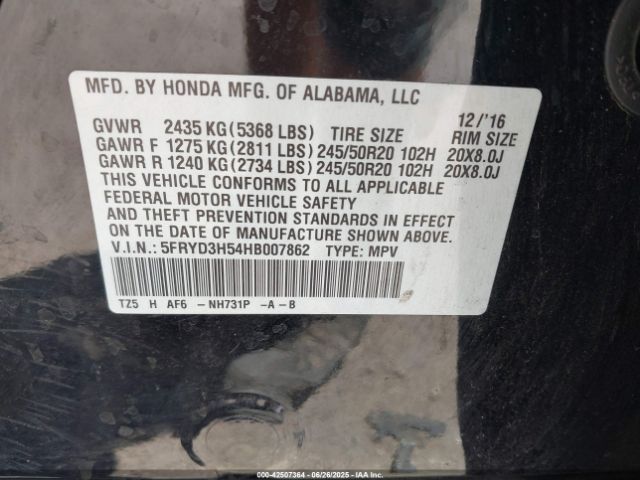 MFD. BY HONDA MFG. OF ALABAMA, LLC
12/'16
GVWR 2435 KG (5368 LBS) TIRE SIZE RIM SIZE
GAWR F 1275 KG (2811 LBS) 245/50R20 102H 20X8.0J
GAWR R 1240 KG (2734 LBS) 245/50R20 102H 20X8.0J
THIS VEHICLE CONFORMS TO ALL APPLICABLE
FEDERAL MOTOR VEHICLE SAFETY
AND THEFT PREVENTION STANDARDS IN EFFECT
ON THE DATE OF MANUFACTURE SHOWN ABOVE.
V.I.N.: 5FRYD3H54HB007862 TYPE: MPV
TZ5 H AF6 -NH731P -A-B
000-42507364 06/26/2025 IAA Inc.